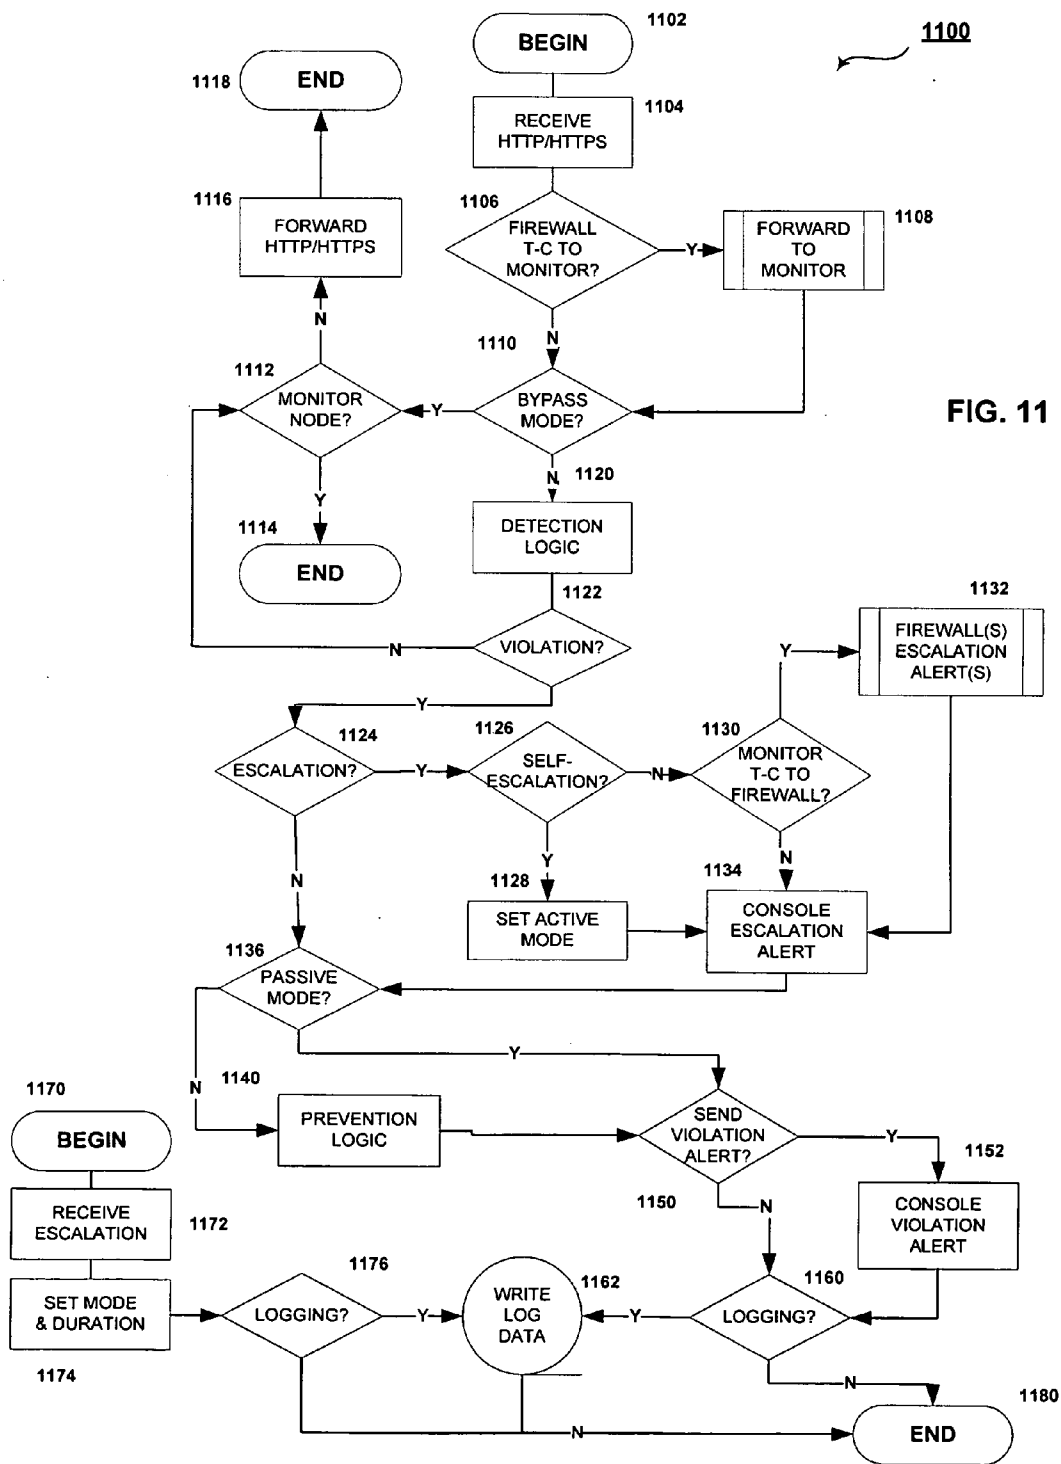 1102
BEGIN
1100
1118
END
1104
RECEIVE
HTTP/HTTPS
1116
FORWARD
HTTP/HTTPS
1106
FIREWALL
T-C TO
MONITOR?
Y
1108
FORWARD
TO
MONITOR
N
N
1110
1112
MONITOR
NODE?
Y
BYPASS
MODE?
FIG. 11
N
1120
Y
DETECTION
LOGIC
1114
END
1122
1132
VIOLATION?
N
Y
FIREWALL(S)
ESCALATION
ALERT(S)
Y
1124
ESCALATION?
Y
1126
SELF-
ESCALATION?
N
1130
MONITOR
T-C TO
FIREWALL?
Y
N
N
1128
SET ACTIVE
MODE
1134
CONSOLE
ESCALATION
ALERT
1136
PASSIVE
MODE?
Y
N
1140
PREVENTION
LOGIC
SEND
VIOLATION
ALERT?
Y
1150
N
1152
CONSOLE
VIOLATION
ALERT
1170
BEGIN
RECEIVE
ESCALATION
1172
SET MODE
& DURATION
1174
1176
LOGGING?
Y
WRITE
LOG
DATA
1162
Y
1160
LOGGING?
N
N
1180
END